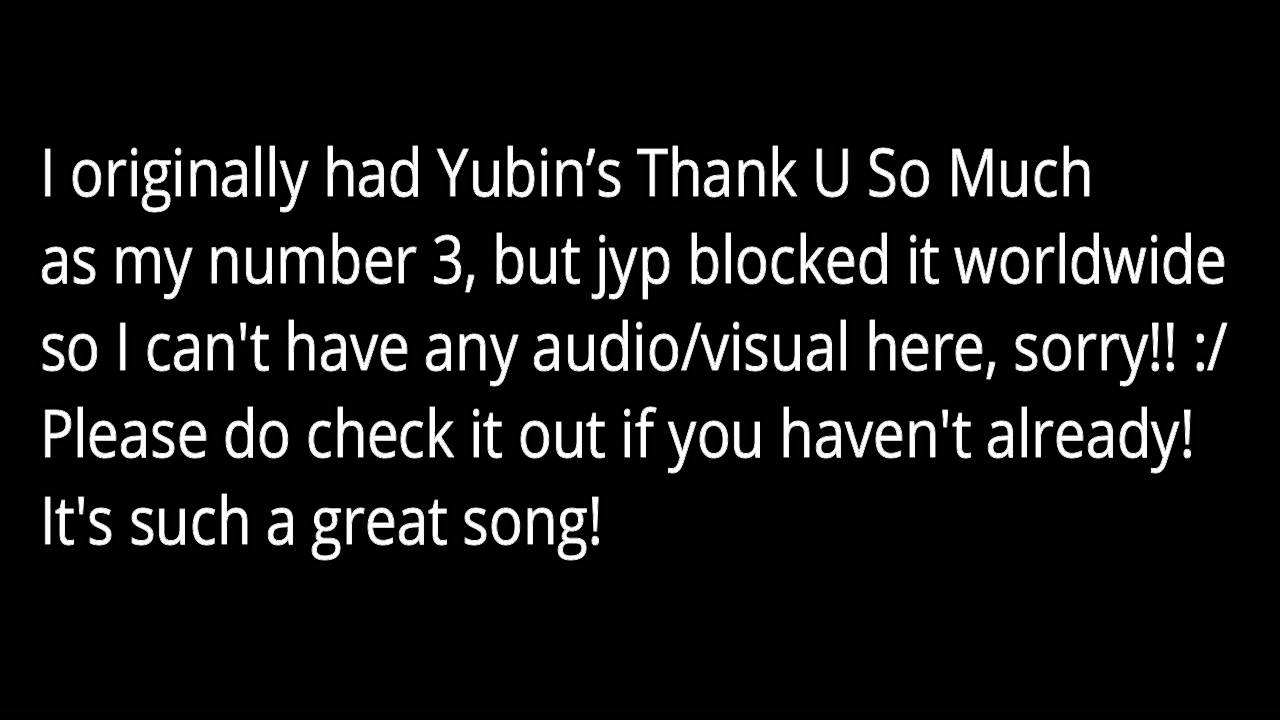 I originally had Yubin’s Thank U So Much
as my number 3, but jyp blocked it worldwide
so I can't have any audio/visual here, sorry!! :/
Please do check it out if you haven't already!
It's such a great song!